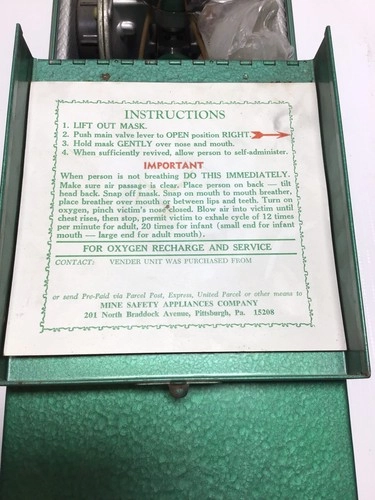 INSTRUCTIONS
1. LIFT OUT MASK.
2. Push main valve lever to OPEN position RIGHT.
3. Hold mask GENTLY over nose and mouth.
4. When sufficiently revived, allow person to self-administer.
IMPORTANT
When person is not breathing DO THIS IMMEDIATELY.
Make sure air passage is clear. Place person on back — tilt
head back. Snap off mask. Snap on mouth to mouth breather,
place breather over mouth or between lips and teeth. Turn on
oxygen, pinch victim's nose closed. Blow air into victim until
chest rises, then stop, permit victim to exhale cycle of 12 times
per minute for adult, 20 times for infant (small end for infant
mouth — large end for adult mouth).
FOR OXYGEN RECHARGE AND SERVICE
CONTACT: VENDER UNIT WAS PURCHASED FROM
or send Pre-Paid via Parcel Post, Express, United Parcel or other means to
MINE SAFETY APPLIANCES COMPANY
201 North Braddock Avenue, Pittsburgh, Pa. 15208